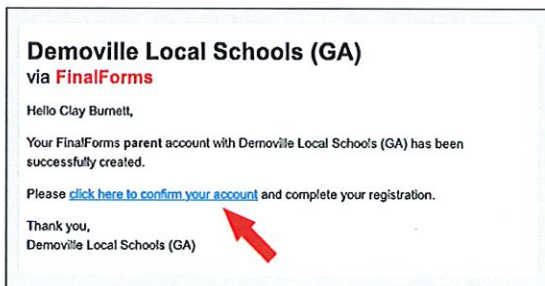 Demoville Local Schools (GA)
via FinalForms
Hello Clay Burnett,
Your FinalForms parent account with Demoville Local Schools (GA) has been
successfully created.
Please click here to confirm your account and complete your registration.
Thank you,
Demoville Local Schools (GA)